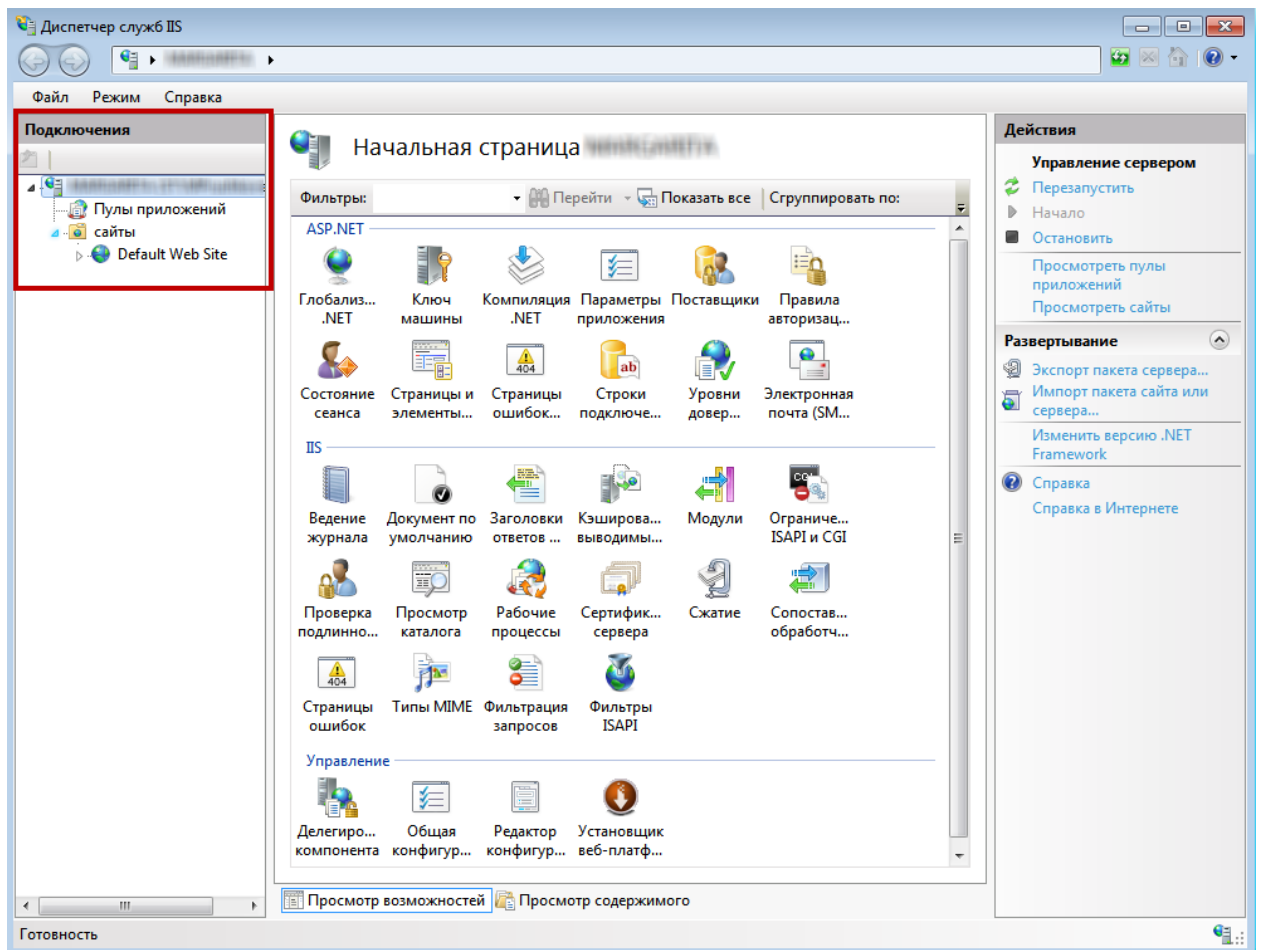 Диспетчер служб IIS
Файл Режим Справка
Подключения
Пулы приложений
сайты
Default Web Site
Начальная страница
Фильтры: Перейти Показать все Сгруппировать по:
ASP.NET
Глобализ... Ключ Компиляция Параметры Поставщики Правила
.NET машины .NET приложения авторизац...
Состояние Страницы и Страницы Строки Уровни Электронная
сеанса элементы... ошибок... подключе... довер... почта (SM...
IIS
Ведение Документ по Заголовки Кэширова... Модули Ограниче...
журнала умолчанию ответов ... выводимы... ISAPI и CGI
Проверка Просмотр Рабочие Сертифик... Сжатие Сопостав...
подлинно... каталога процессы сервера обработч...
Страницы Типы MIME Фильтрация Фильтры
ошибок запросов ISAPI
Управление
Делегиро... Общая Редактор Установщик
компонента конфигур... конфигур... веб-платф...
Просмотр возможностей Просмотр содержимого
Действия
Управление сервером
Перезапустить
Начало
Остановить
Просмотреть пулы
приложений
Просмотреть сайты
Развертывание
Экспорт пакета сервера...
Импорт пакета сайта или
сервера...
Изменить версию .NET
Framework
Справка
Справка в Интернете
Готовность